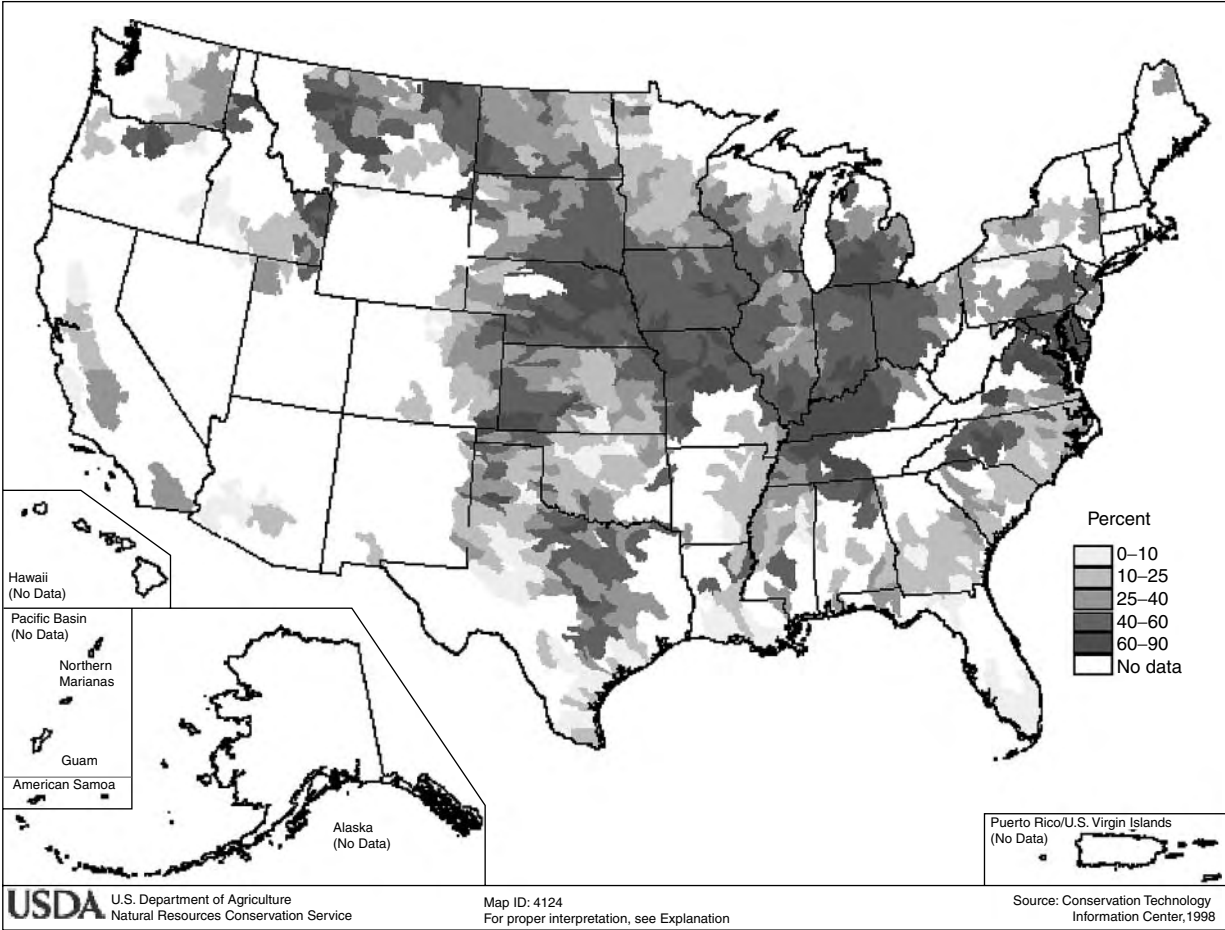 Percent
0–10
10–25
25–40
40–60
60–90
No data
Hawaii
(No Data)
Pacific Basin
(No Data)
Northern
Marianas
Guam
American Samoa
Alaska
(No Data)
Puerto Rico/U.S. Virgin Islands
(No Data)
USDA
U.S. Department of Agriculture
Natural Resources Conservation Service
Map ID: 4124
For proper interpretation, see Explanation
Source: Conservation Technology
Information Center, 1998